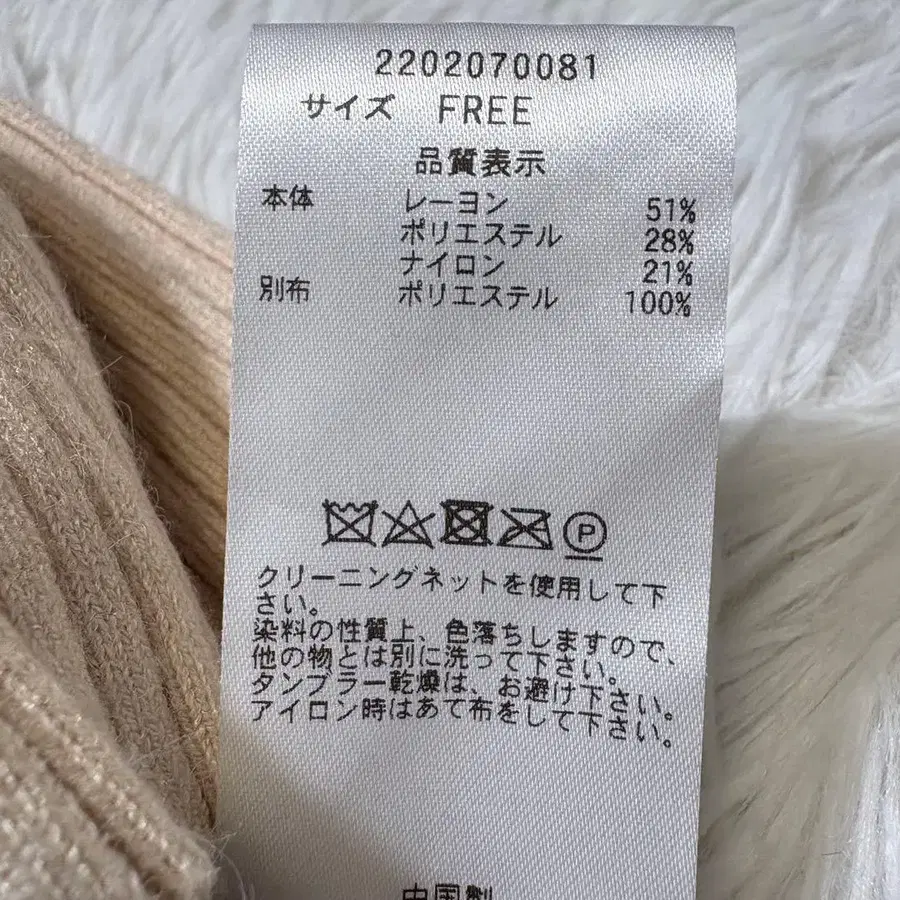 2202070081
サイズ FREE
品質表示
本体 レーヨン 51%
ポリエステル 28%
ナイロン 21%
別布 ポリエステル 100%
P
クリーニングネットを使用して下
さい。
染料の性質上、色落ちしますので、
他の物とは別に洗って下さい。
タンブラー乾燥は、お避け下さい。
アイロン時はあて布をして下さい。
中国製